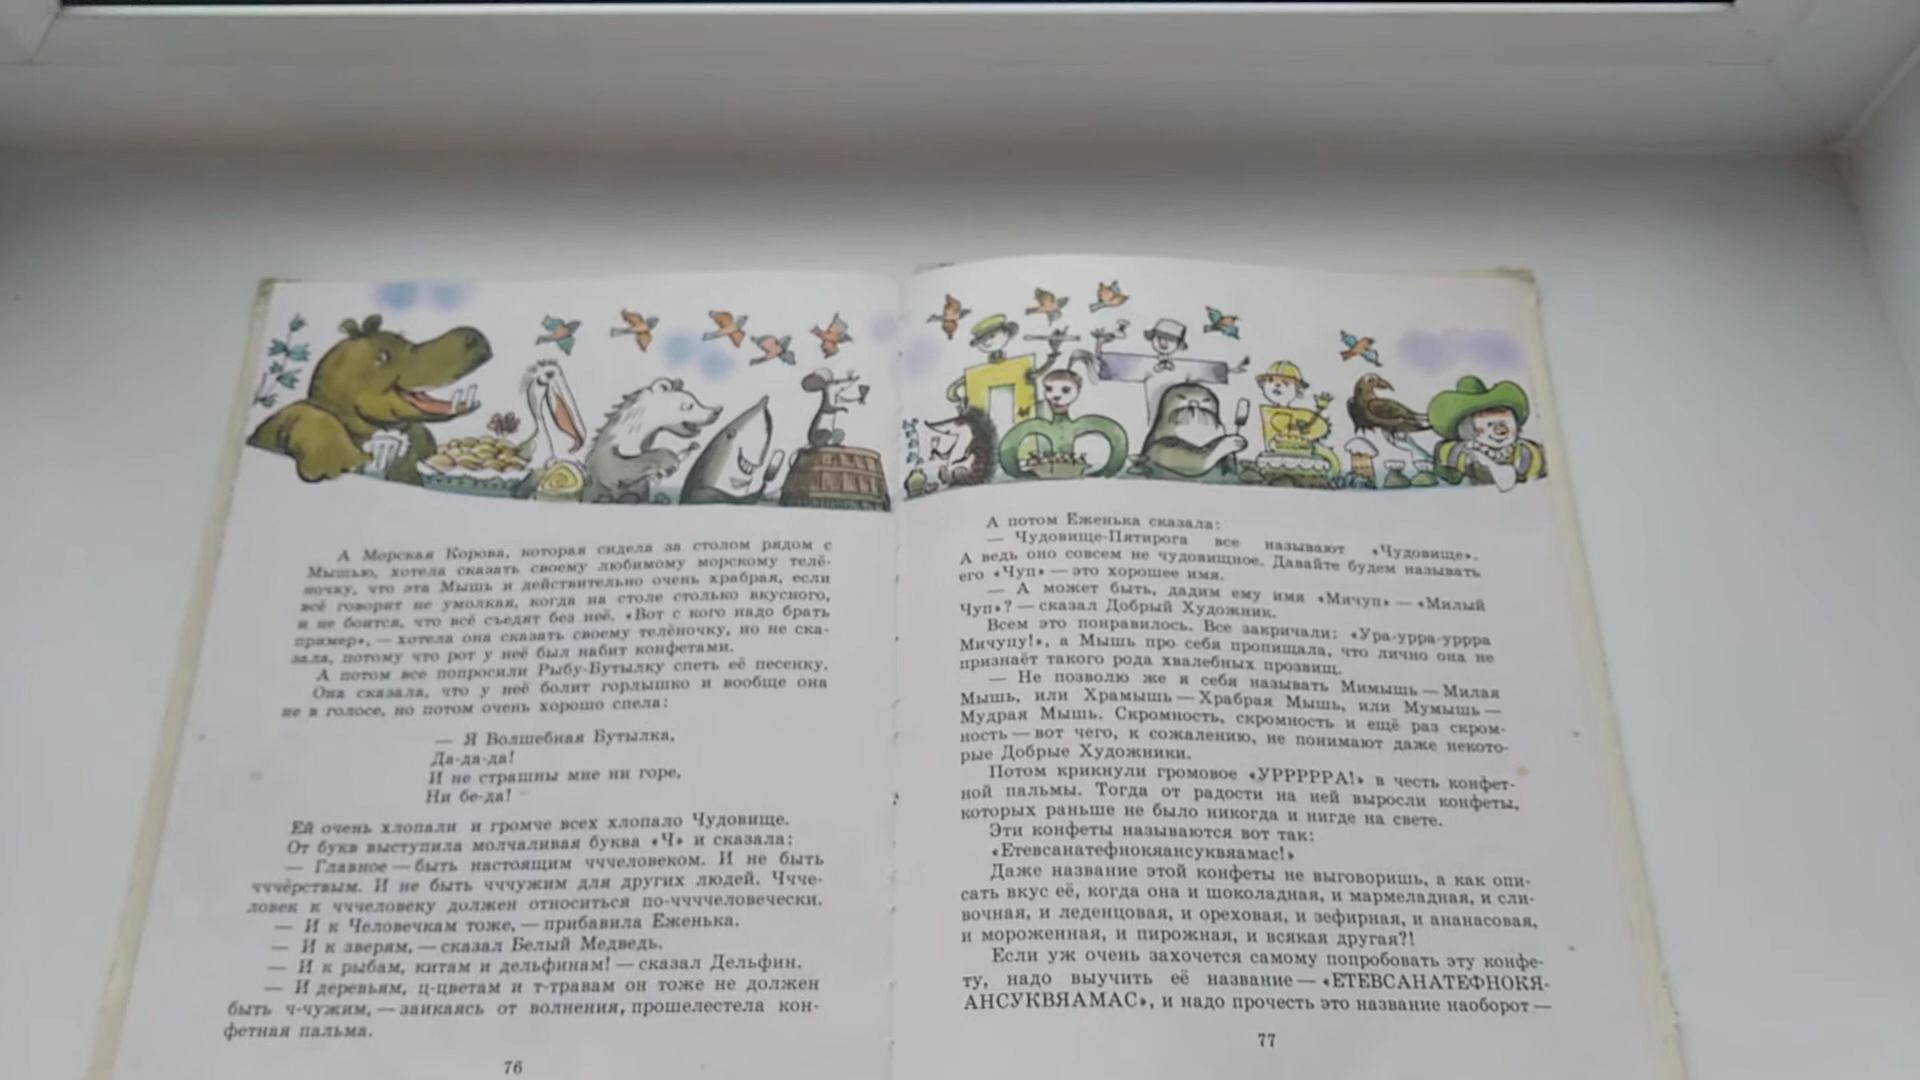 А Морская Корова, которая сидела за столом рядом с
Мышью, хотела сказать своему любимому морскому телё-
ночку, что эта Мышь и действительно очень храбрая, если
всё говорит не умолкая, когда на столе столько вкусного,
и не боится, что всё съедят без неё. «Вот с кого надо брать
пример», — хотела она сказать своему телёночку, но не ска-
зала, потому что рот у неё был набит конфетами.
А потом все попросили Рыбу-Бутылку спеть её песенку.
Она сказала, что у неё болит горлышко и вообще она
не в голосе, но потом очень хорошо спела:
— Я Волшебная Бутылка,
Да-да-да!
И не страшны мне ни горе,
Ни бе-да!
Ей очень хлопали и громче всех хлопало Чудовище.
От букв выступила молчаливая буква «Ч» и сказала:
— Главное — быть настоящим чччеловеком. И не быть
чччёрствым. И не быть чччужим для других людей. Ччче-
ловек к чччеловеку должен относиться по-чччеловечески.
— И к Человечкам тоже, — прибавила Еженька.
— И к зверям, — сказал Белый Медведь.
— И к рыбам, китам и дельфинам! — сказал Дельфин.
— И деревьям, ц-цветам и т-травам он тоже не должен
быть ч-чужим, — заикаясь от волнения, прошелестела кон-
фетная пальма.
76
А потом Еженька сказала:
— Чудовище-Пятирога все называют «Чудовище».
А ведь оно совсем не чудовищное. Давайте будем называть
его «Чуп» — это хорошее имя.
— А может быть, дадим ему имя «Мичуп» — «Милый
Чуп»? — сказал Добрый Художник.
Всем это понравилось. Все закричали: «Ура-урра-уррра
Мичупу!», а Мышь про себя пропищала, что лично она не
признаёт такого рода хвалебных прозвищ.
— Не позволю же я себя называть Мимышь — Милая
Мышь, или Храмышь — Храбрая Мышь, или Мумышь —
Мудрая Мышь. Скромность, скромность и ещё раз скром-
ность — вот чего, к сожалению, не понимают даже некото-
рые Добрые Художники.
Потом крикнули громовое «УРРРРРА!» в честь конфет-
ной пальмы. Тогда от радости на ней выросли конфеты,
которых раньше не было никогда и нигде на свете.
Эти конфеты называются вот так:
«Етевсанатефнокяансуквяамас!»
Даже название этой конфеты не выговоришь, а как опи-
сать вкус её, когда она и шоколадная, и мармеладная, и сли-
вочная, и леденцовая, и ореховая, и зефирная, и ананасовая,
и мороженная, и пирожная, и всякая другая?!
Если уж очень захочется самому попробовать эту конфе-
ту, надо выучить её название — «ЕТЕВСАНАТЕФНОКЯ-
АНСУКВЯАМАС», и надо прочесть это название наоборот —
77